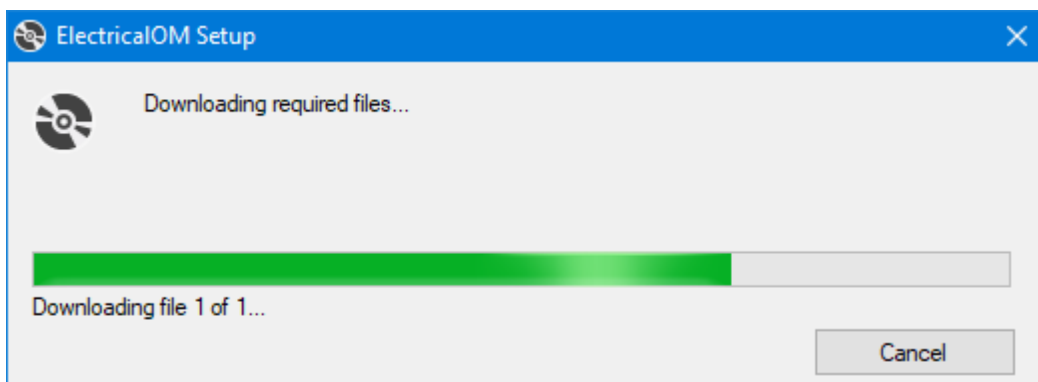 ElectricalOM Setup
Downloading required files...
Downloading file 1 of 1...
Cancel